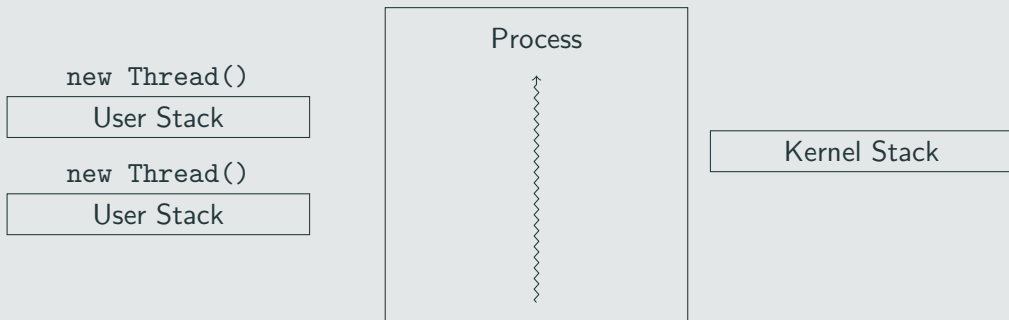 new Thread()
User Stack
new Thread()
User Stack
Process
Kernel Stack